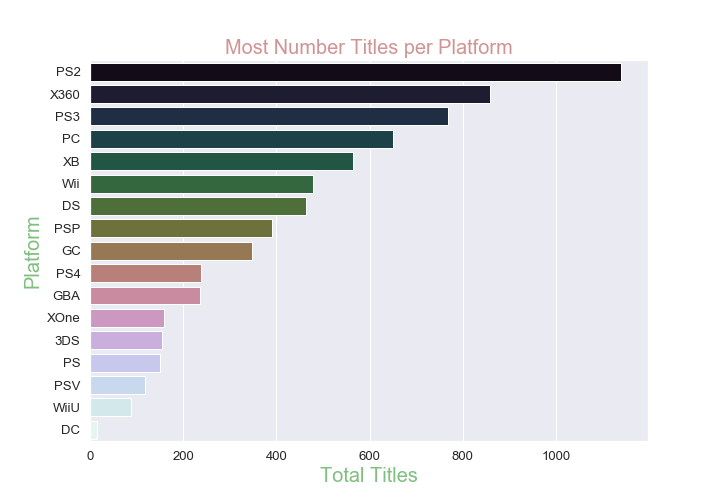 Most Number Titles per Platform
PS2
X360
PS3
PC
XB
Wii
DS
PSP
GC
PS4
GBA
XOne
3DS
PS
PSV
WiiU
DC
Platform
0 200 400 600 800 1000
Total Titles